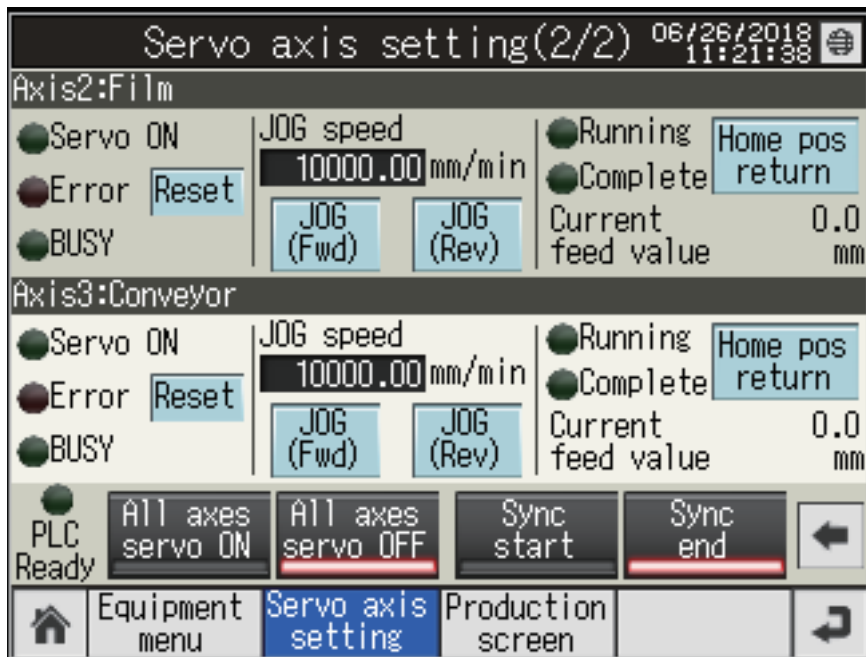 Servo axis setting(2/2) 06/26/2018
11:21:38
Axis2:Film
Servo ON
Error Reset
BUSY
JOG speed
10000.00 mm/min
JOG
(Fwd)
JOG
(Rev)
Running
Complete
Home pos
return
Current
feed value
0.0
mm
Axis3:Conveyor
Servo ON
Error Reset
BUSY
JOG speed
10000.00 mm/min
JOG
(Fwd)
JOG
(Rev)
Running
Complete
Home pos
return
Current
feed value
0.0
mm
PLC
Ready
All axes
servo ON
All axes
servo OFF
Sync
start
Sync
end
Equipment
menu
Servo axis
setting
Production
screen